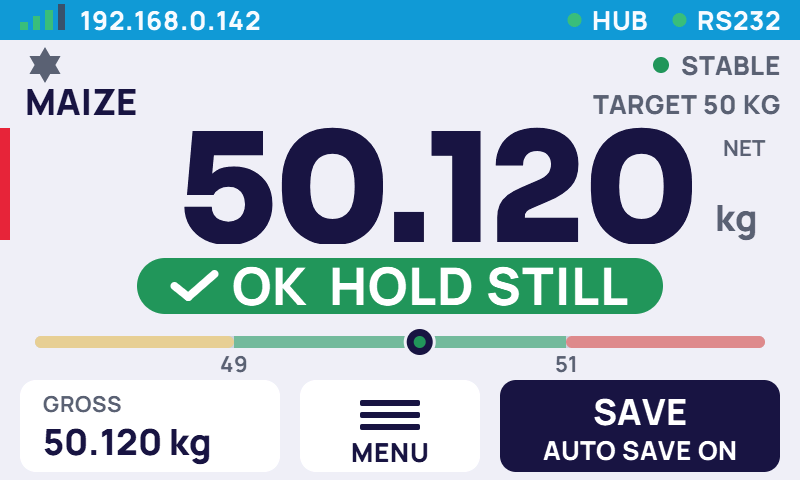 192.168.0.142
HUB
RS232
STABLE
MAIZE
TARGET 50 KG
50.120
NET
kg
OK HOLD STILL
49
51
GROSS
50.120 kg
MENU
SAVE
AUTO SAVE ON